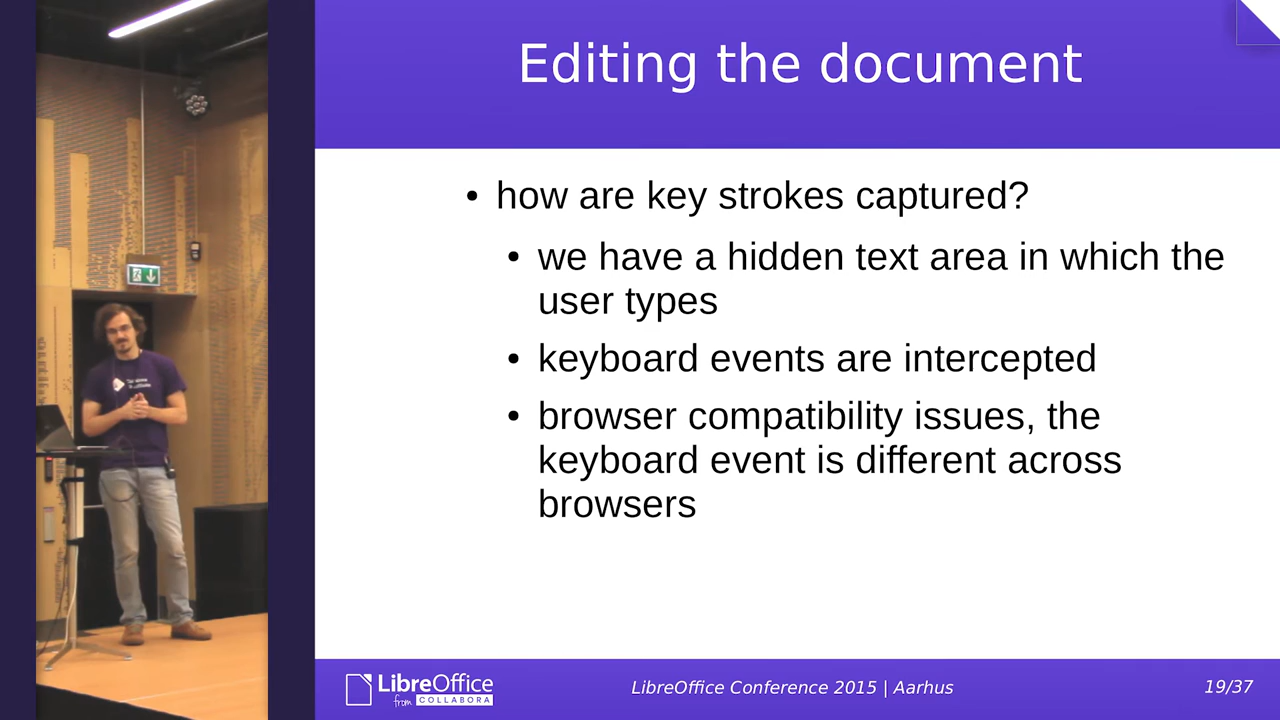 Editing the document
• how are key strokes captured?
• we have a hidden text area in which the
user types
• keyboard events are intercepted
• browser compatibility issues, the
keyboard event is different across
browsers
LibreOffice
from COLLABORA
LibreOffice Conference 2015 | Aarhus
19/37